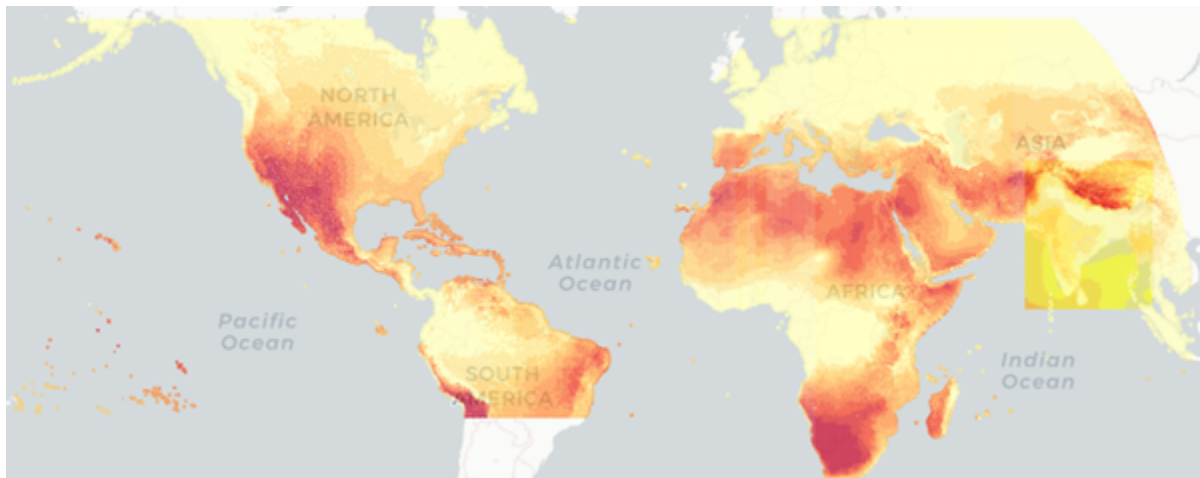 NORTH
AMERICA
ASIA
Atlantic
Ocean
AFRICA
Pacific
Ocean
SOUTH
AMERICA
Indian
Ocean